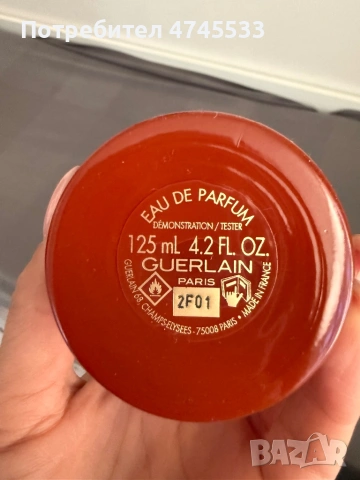 Потребител 4745533
EAU DE PARFUM
DÉMONSTRATION / TESTER
125 mL 4.2 FL. OZ.
GUERLAIN
PARIS
2F01
GUERLAIN 68, CHAMPS-ELYSEES - 75008 PARIS • MADE IN FRANCE
BAZAR